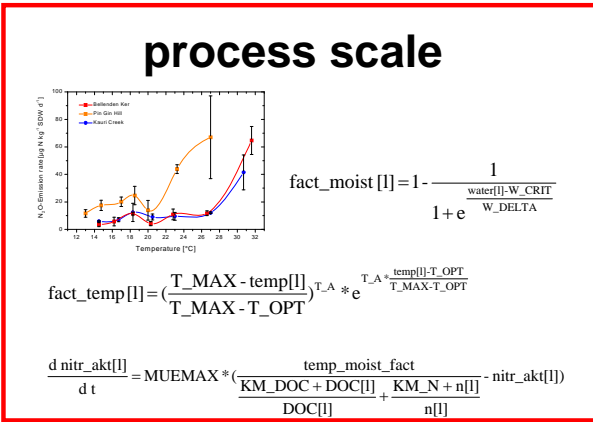 process scale
N₂O-Emission rate[µg N kg⁻¹ SDW d⁻¹]
100
80
60
40
20
0
Bellenden Ker
Pin Gin Hill
Kauri Creek
12 14 16 18 20 22 24 26 28 30 32
Temperature [°C]
fact_moist [l] = 1 - 1 / (1 + e^((water[l]-W_CRIT) / W_DELTA))
fact_temp[l] = ((T_MAX - temp[l]) / (T_MAX - T_OPT))^T_A * e^(T_A * (temp[l]-T_OPT) / (T_MAX-T_OPT))
d nitr_akt[l] / d t = MUEMAX * (temp_moist_fact / ((KM_DOC + DOC[l]) / DOC[l] + (KM_N + n[l]) / n[l]) - nitr_akt[l])